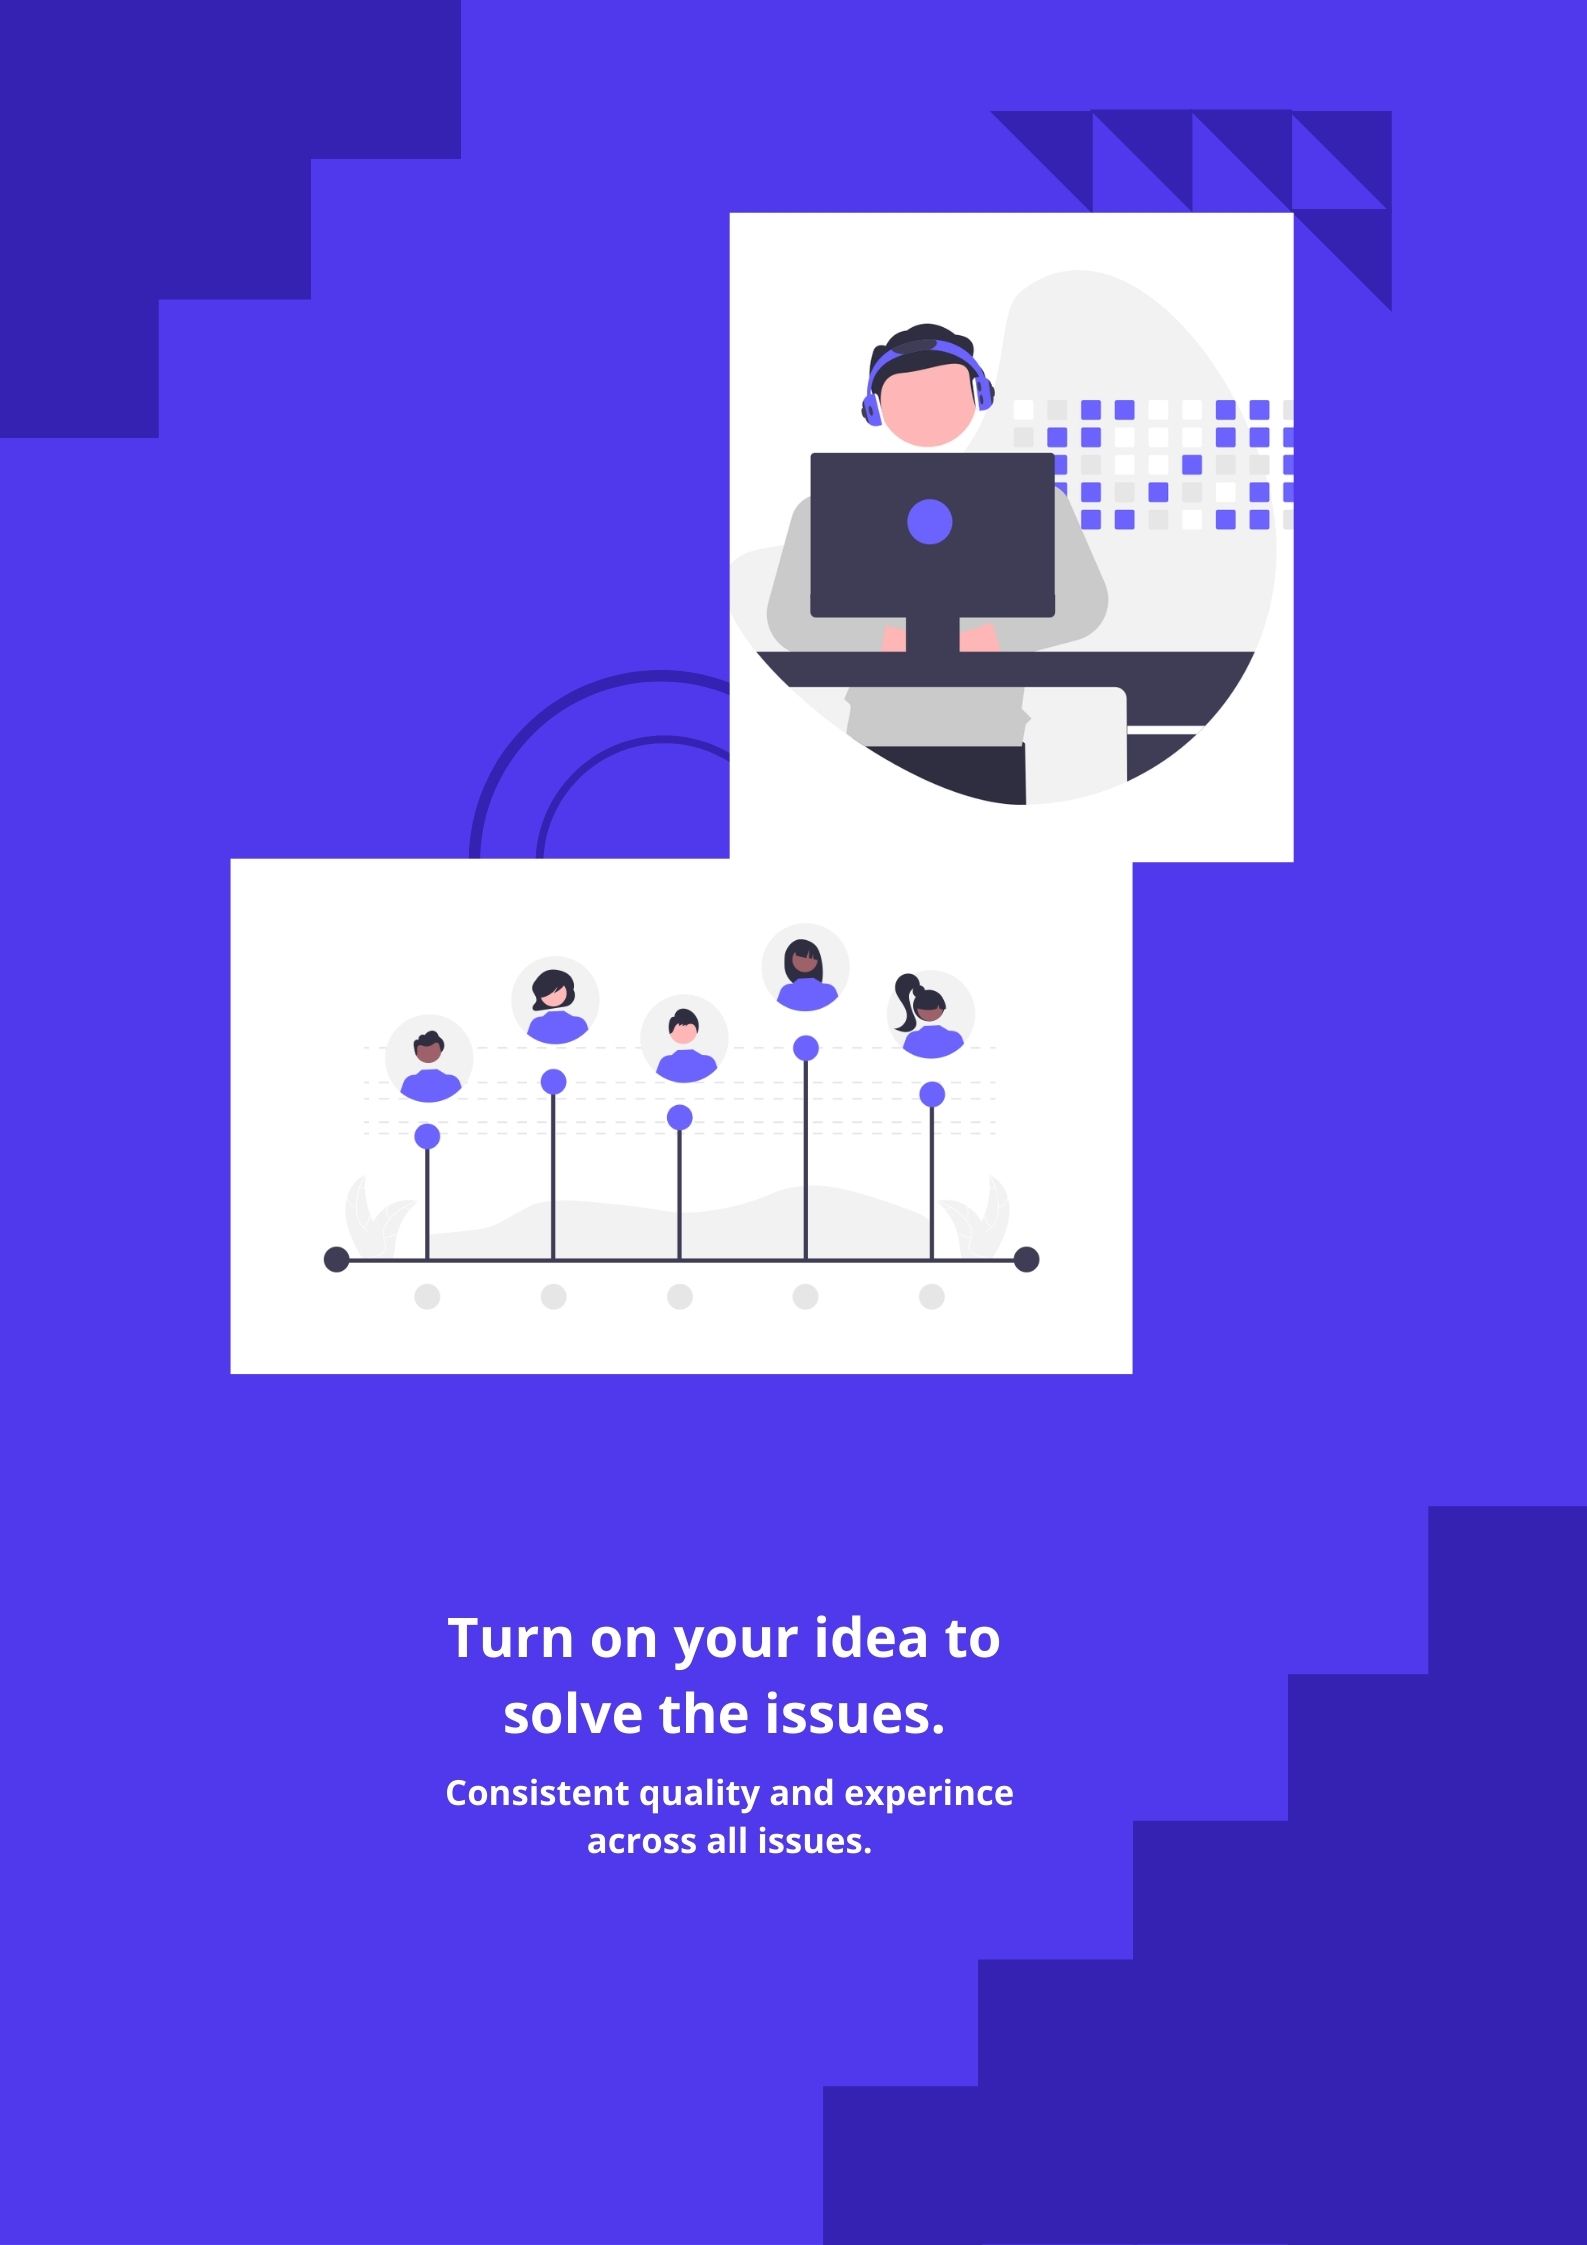 Turn on your idea to
solve the issues.
Consistent quality and experince
across all issues.